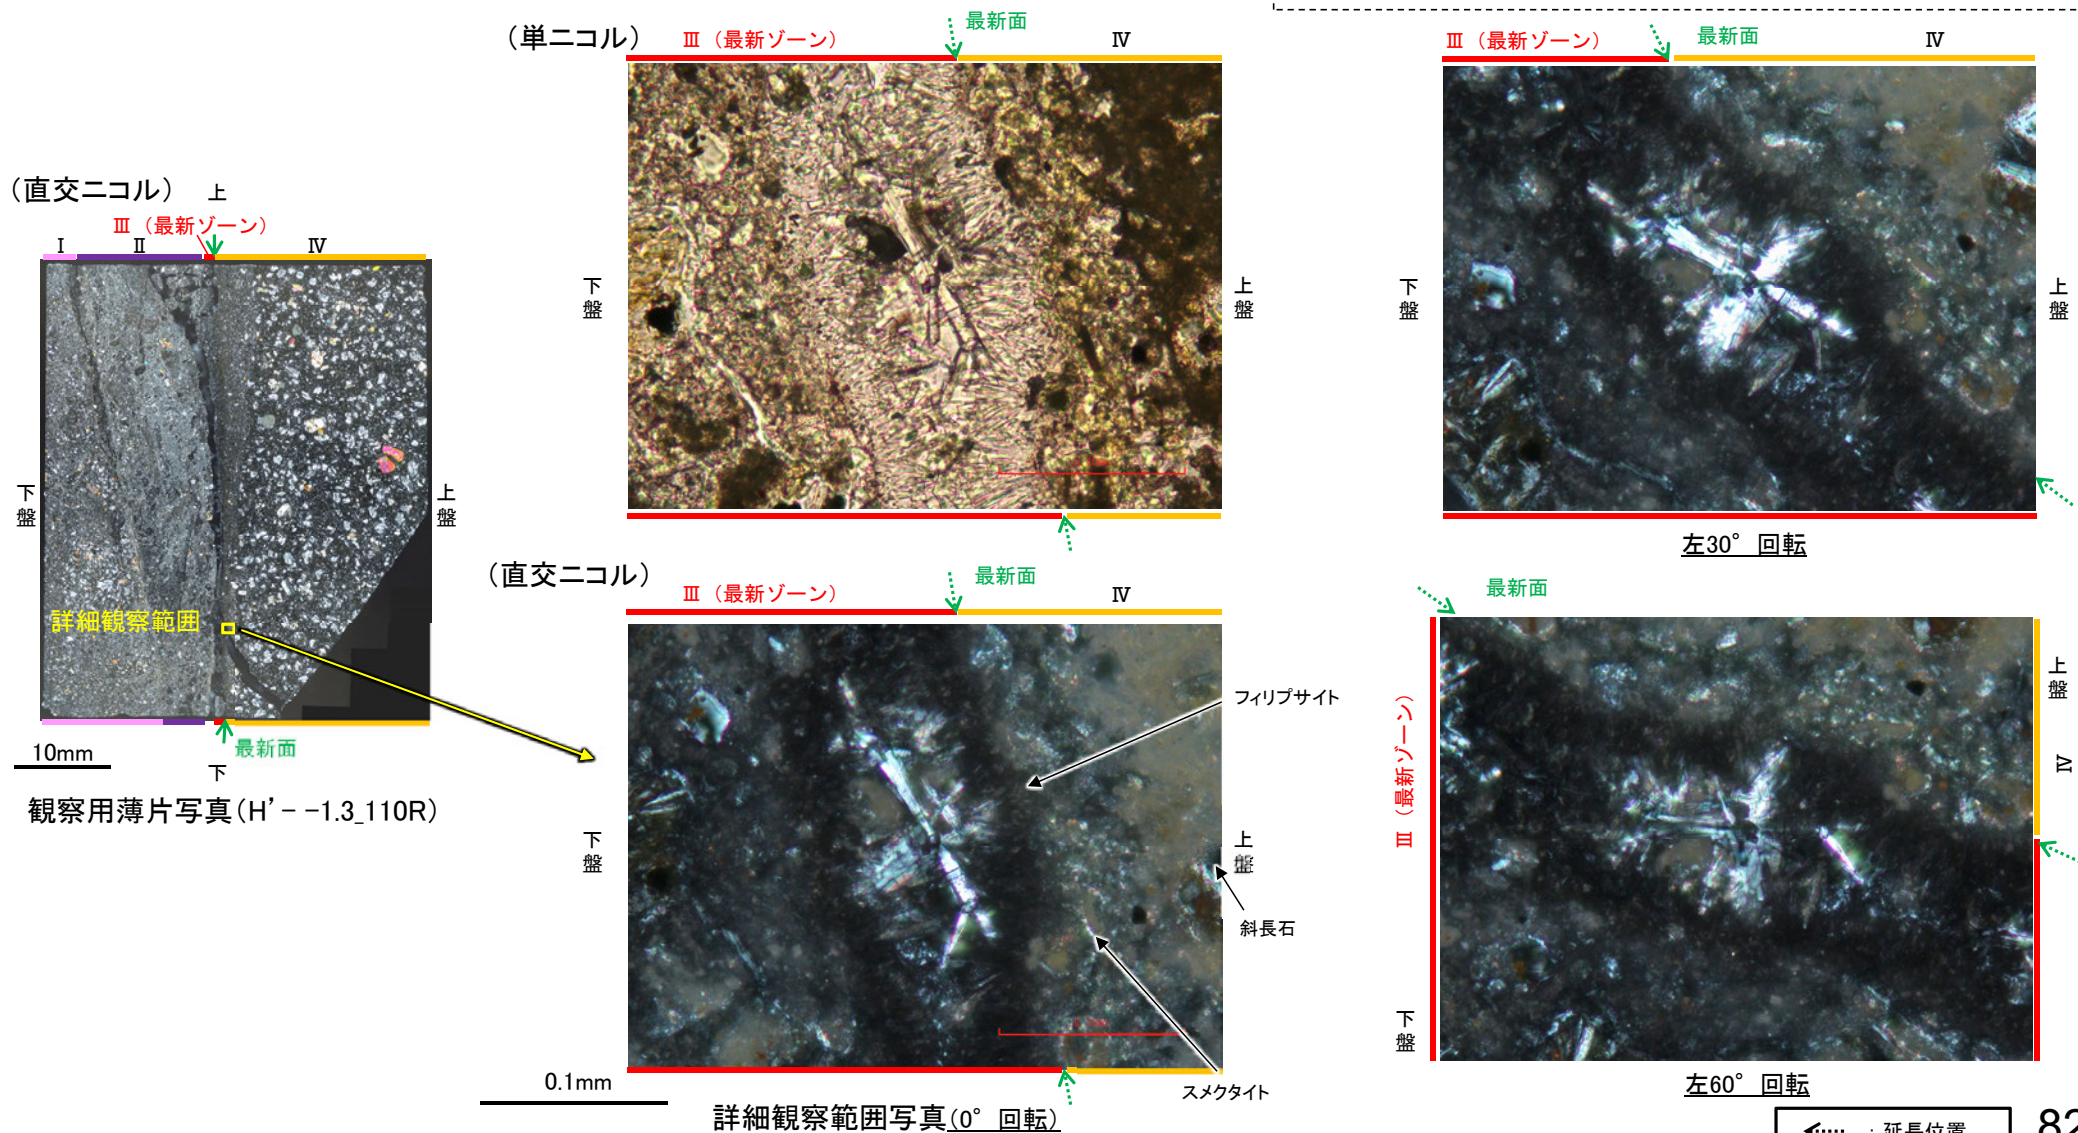 (直交ニコル)
上
Ⅲ(最新ゾーン)
Ⅰ
Ⅱ
Ⅳ
下盤
上盤
詳細観察範囲
10mm
最新面
下
観察用薄片写真(H'- -1.3_110R)
(単ニコル)
Ⅲ(最新ゾーン)
最新面
Ⅳ
下盤
上盤
(直交ニコル)
Ⅲ(最新ゾーン)
最新面
Ⅳ
下盤
上盤
フィリプサイト
斜長石
スメクタイト
0.1mm
詳細観察範囲写真(0° 回転)
Ⅲ(最新ゾーン)
最新面
Ⅳ
下盤
上盤
左30° 回転
最新面
Ⅲ(最新ゾーン)
上盤
Ⅳ
下盤
左60° 回転
:延長位置
82